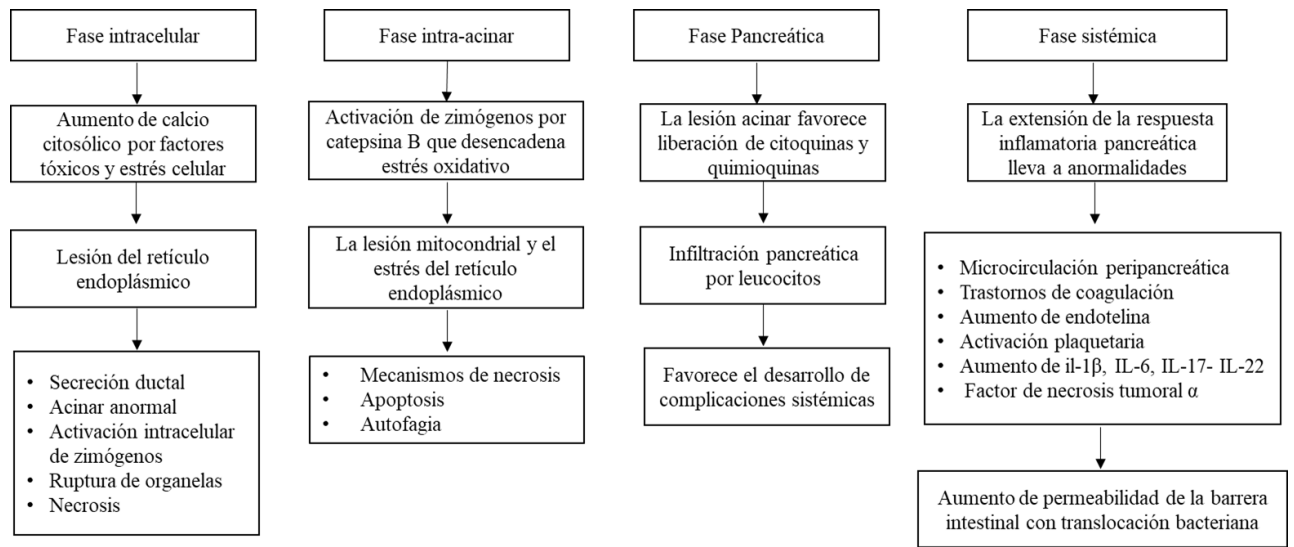 Fase intracelular
Aumento de calcio
citosólico por factores
tóxicos y estrés celular
Lesión del retículo
endoplásmico
• Secreción ductal
• Acinar anormal
• Activación intracelular
de zimógenos
• Ruptura de organelas
• Necrosis
Fase intra-acinar
Activación de zimógenos por
catepsina B que desencadena
estrés oxidativo
La lesión mitocondrial y el
estrés del retículo
endoplásmico
• Mecanismos de necrosis
• Apoptosis
• Autofagia
Fase Pancreática
La lesión acinar favorece
liberación de citoquinas y
quimioquinas
Infiltración pancreática
por leucocitos
Favorece el desarrollo de
complicaciones sistémicas
Fase sistémica
La extensión de la respuesta
inflamatoria pancreática
lleva a anormalidades
• Microcirculación peripancreática
• Trastornos de coagulación
• Aumento de endotelina
• Activación plaquetaria
• Aumento de il-1β, IL-6, IL-17- IL-22
• Factor de necrosis tumoral α
Aumento de permeabilidad de la barrera
intestinal con translocación bacteriana